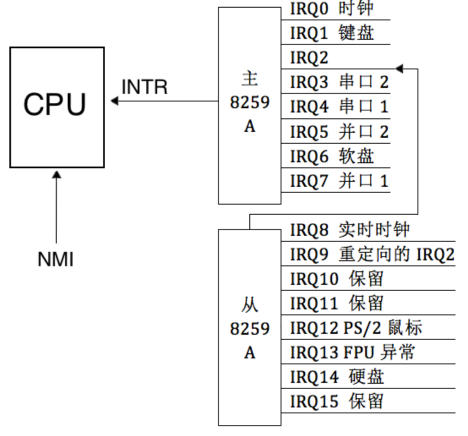 IRQ0 时钟
IRQ1 键盘
IRQ2
IRQ3 串口 2
IRQ4 串口 1
IRQ5 并口 2
IRQ6 软盘
IRQ7 并口 1
主
8259
A
INTR
CPU
NMI
IRQ8 实时时钟
IRQ9 重定向的 IRQ2
IRQ10 保留
IRQ11 保留
IRQ12 PS/2 鼠标
IRQ13 FPU 异常
IRQ14 硬盘
IRQ15 保留
从
8259
A